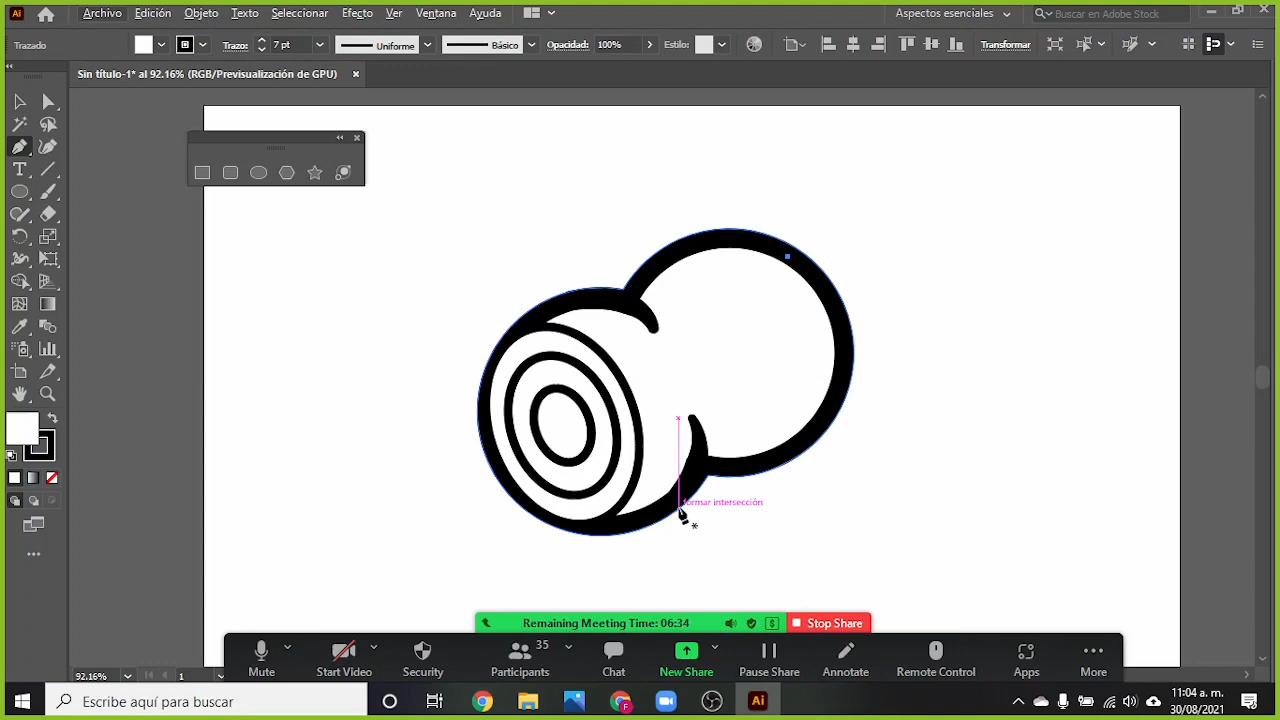 Ai Archivo Edición Objeto Texto Seleccionar Efecto Ver Ventana Ayuda Aspectos esenciales Buscar en Adobe Stock
Trazado Trazo: 7 pt Uniforme Básico Opacidad: 100% Estilo: Transformar
Sin título-1* al 92.16% (RGB/Previsualización de GPU)
formar intersección
Remaining Meeting Time: 06:34 Stop Share
35
Mute Start Video Security Participants Chat New Share Pause Share Annotate Remote Control Apps More
92.16% 1
Escribe aquí para buscar Ai 11:04 a. m.
30/08/2021